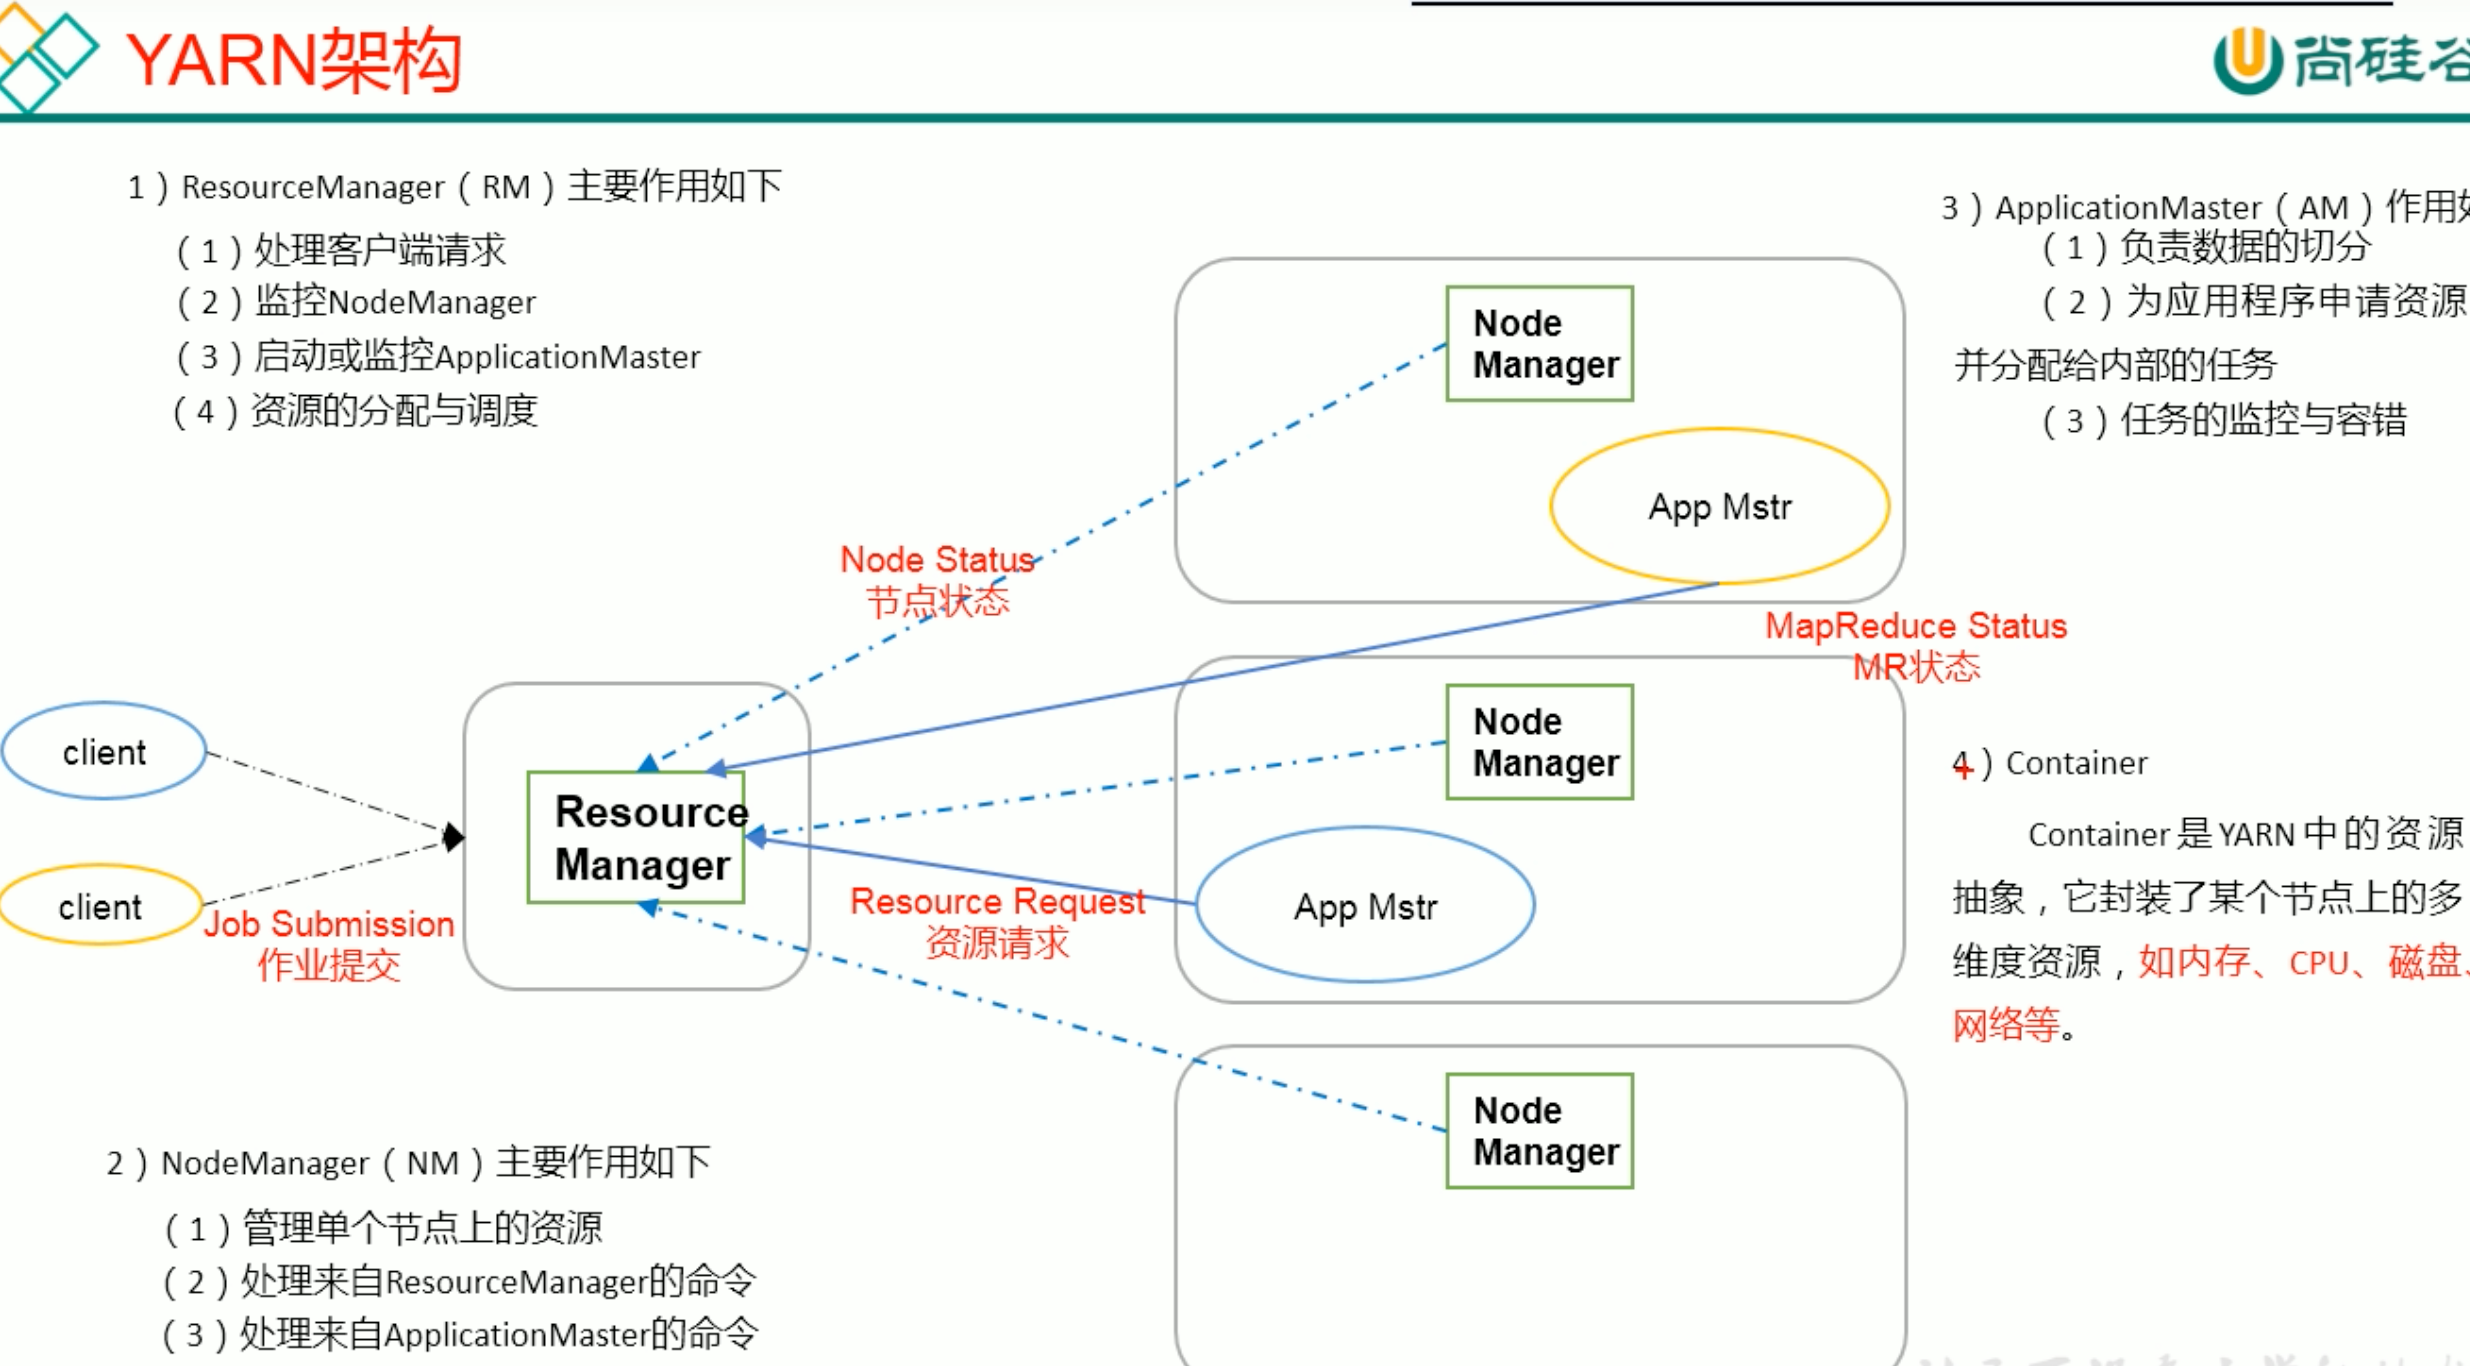 YARN架构
尚硅谷
1）ResourceManager（RM）主要作用如下
（1）处理客户端请求
（2）监控NodeManager
（3）启动或监控ApplicationMaster
（4）资源的分配与调度
3）ApplicationMaster（AM）作用如
（1）负责数据的切分
（2）为应用程序申请资源
并分配给内部的任务
（3）任务的监控与容错
Node
Manager
App Mstr
Node Status
节点状态
MapReduce Status
MR状态
client
client
Job Submission
作业提交
Resource
Manager
Node
Manager
App Mstr
Resource Request
资源请求
4）Container
Container是YARN中的资源
抽象，它封装了某个节点上的多
维度资源，如内存、CPU、磁盘、
网络等。
Node
Manager
2）NodeManager（NM）主要作用如下
（1）管理单个节点上的资源
（2）处理来自ResourceManager的命令
（3）处理来自ApplicationMaster的命令